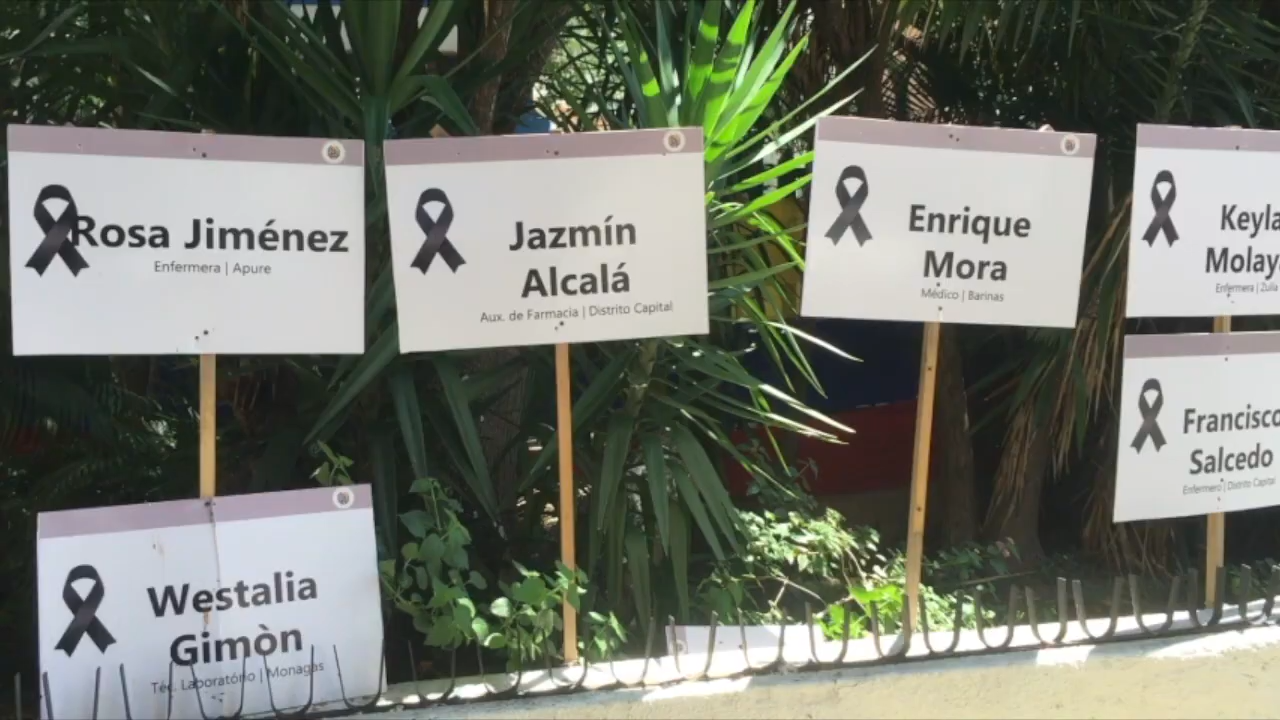 Rosa Jiménez
Enfermera | Apure
Jazmín
Alcalá
Aux. de Farmacia | Distrito Capital
Enrique
Mora
Médico | Barinas
Keyla
Enfermera | Zulia
Francisco
Salcedo
Enfermero | Distrito Capital
Westalia
Gimòn
Téc. Laboratorio | Monagas